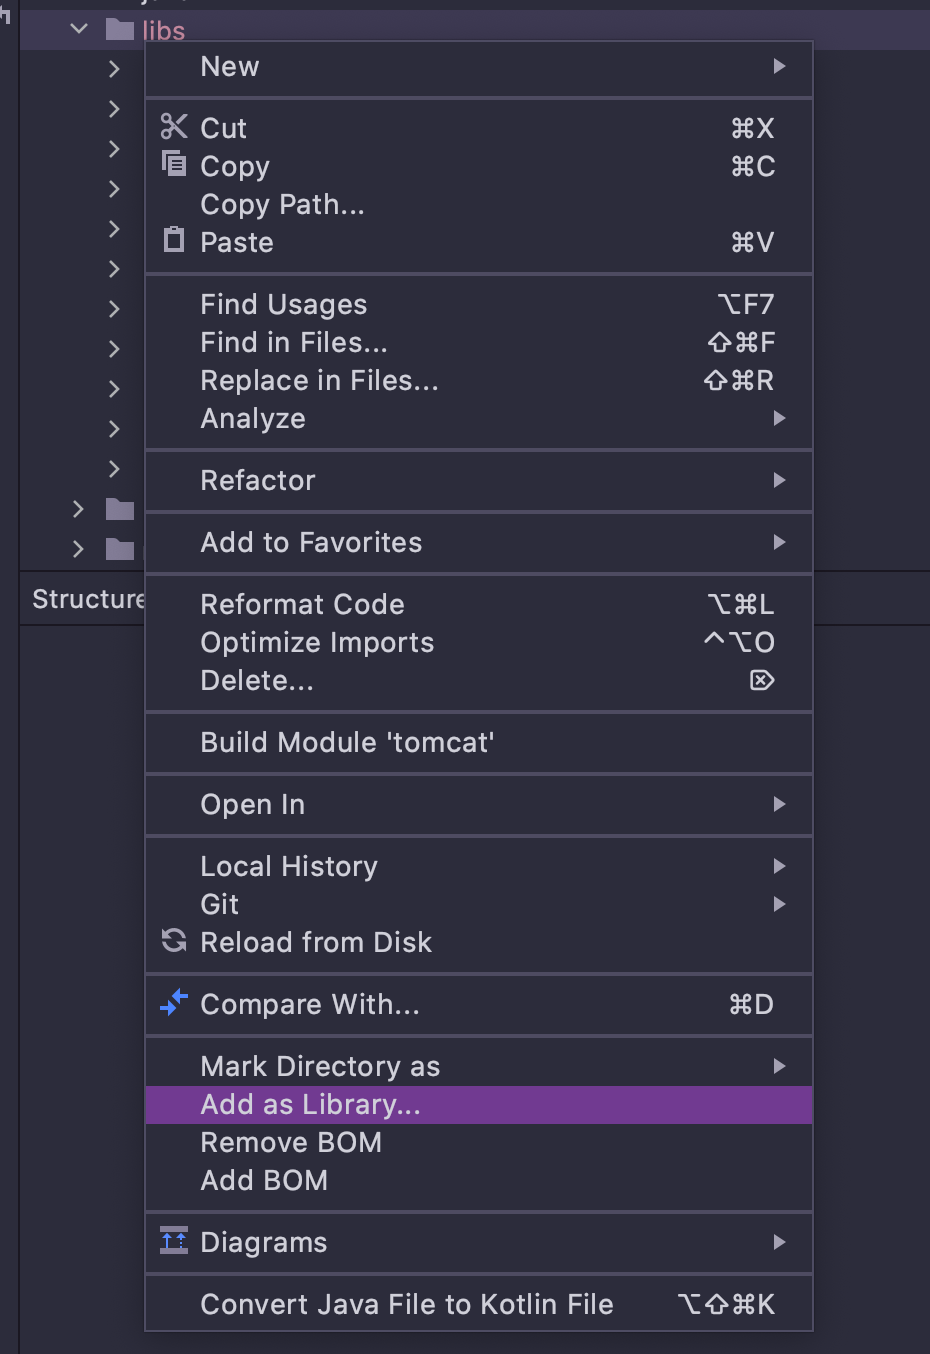 libs
New
Cut ⌘X
Copy ⌘C
Copy Path...
Paste ⌘V
Find Usages ⌥F7
Find in Files... ⇧⌘F
Replace in Files... ⇧⌘R
Analyze
Refactor
Add to Favorites
Structure
Reformat Code ⌥⌘L
Optimize Imports ^⌥O
Delete... ⌦
Build Module 'tomcat'
Open In
Local History
Git
Reload from Disk
Compare With... ⌘D
Mark Directory as
Add as Library...
Remove BOM
Add BOM
Diagrams
Convert Java File to Kotlin File ⌥⇧⌘K